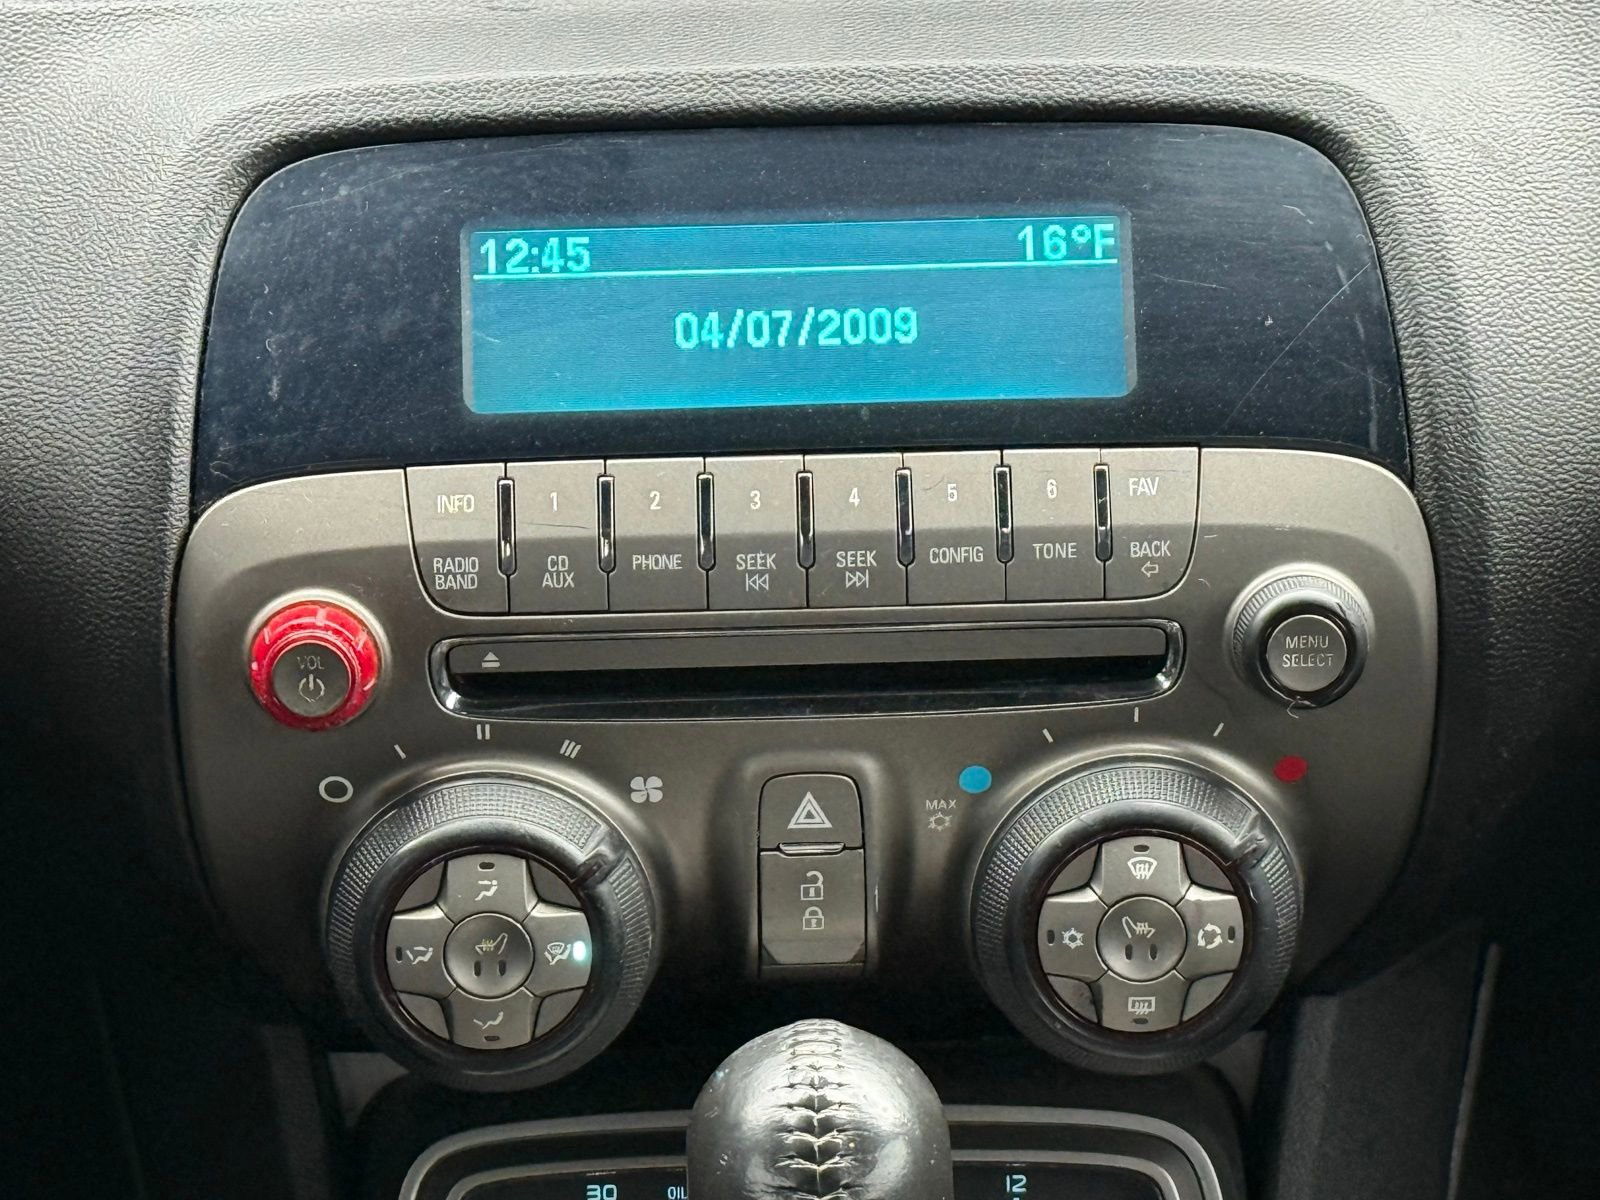 12:45 16°F
04/07/2009
INFO 1 2 3 4 5 6 FAV
RADIO BAND CD AUX PHONE SEEK SEEK CONFIG TONE BACK
VOL
MENU
SELECT
MAX
30 OIL 12